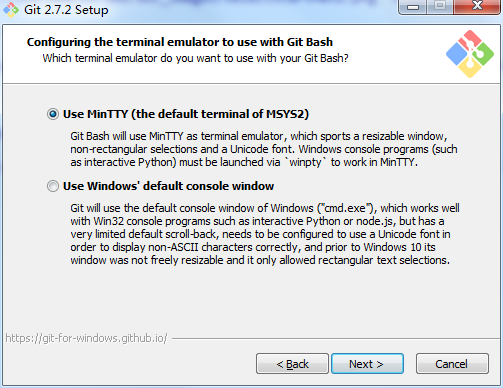 Git 2.7.2 Setup
Configuring the terminal emulator to use with Git Bash
Which terminal emulator do you want to use with your Git Bash?
Use MinTTY (the default terminal of MSYS2)
Git Bash will use MinTTY as terminal emulator, which sports a resizable window,
non-rectangular selections and a Unicode font. Windows console programs (such
as interactive Python) must be launched via `winpty` to work in MinTTY.
Use Windows' default console window
Git will use the default console window of Windows ("cmd.exe"), which works well
with Win32 console programs such as interactive Python or node.js, but has a
very limited default scroll-back, needs to be configured to use a Unicode font in
order to display non-ASCII characters correctly, and prior to Windows 10 its
window was not freely resizable and it only allowed rectangular text selections.
https://git-for-windows.github.io/
< Back
Next >
Cancel